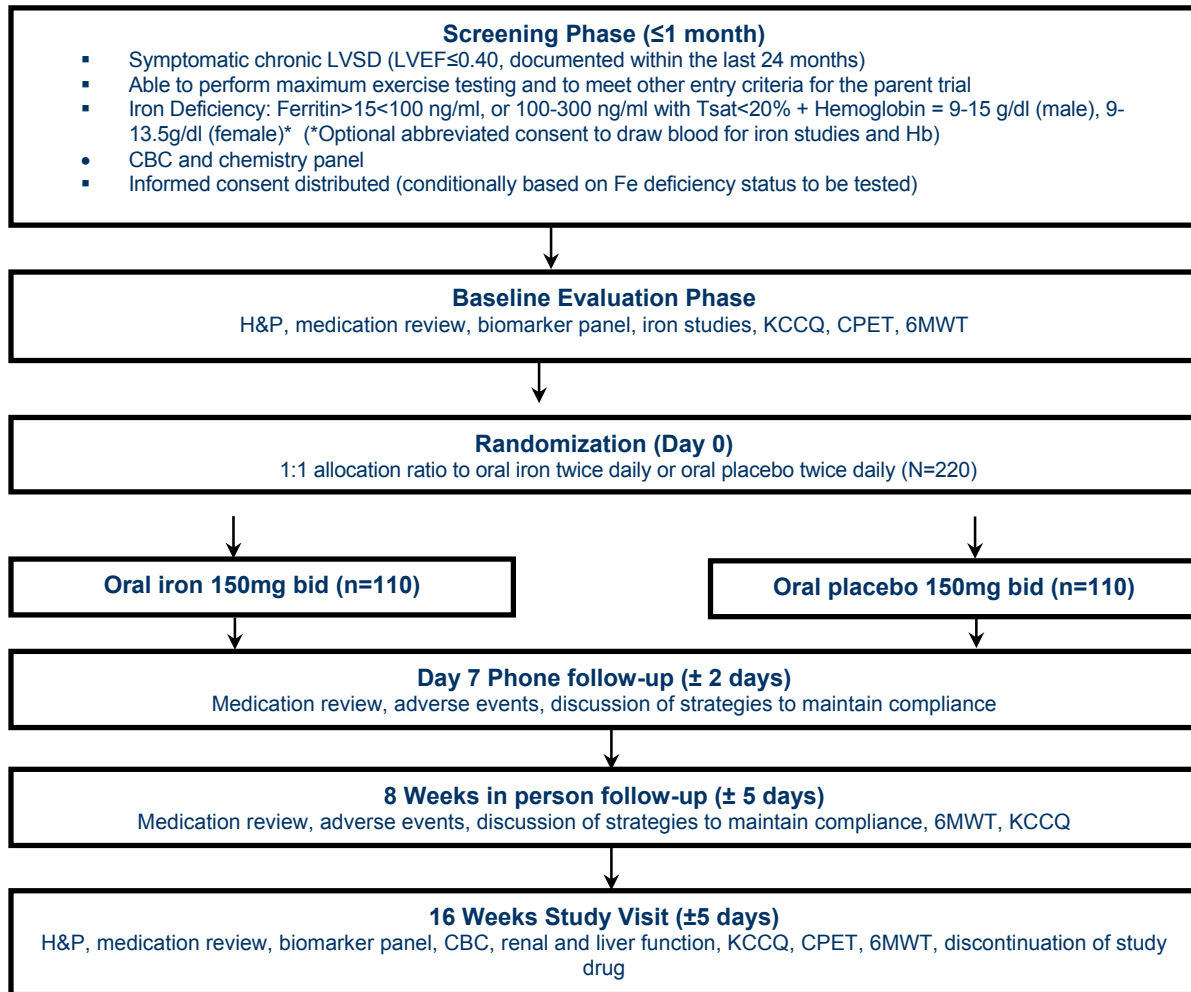 Screening Phase (≤1 month)
▪ Symptomatic chronic LVSD (LVEF≤0.40, documented within the last 24 months)
▪ Able to perform maximum exercise testing and to meet other entry criteria for the parent trial
▪ Iron Deficiency: Ferritin>15<100 ng/ml, or 100-300 ng/ml with Tsat<20% + Hemoglobin = 9-15 g/dl (male), 9-
13.5g/dl (female)* (*Optional abbreviated consent to draw blood for iron studies and Hb)
• CBC and chemistry panel
▪ Informed consent distributed (conditionally based on Fe deficiency status to be tested)
Baseline Evaluation Phase
H&P, medication review, biomarker panel, iron studies, KCCQ, CPET, 6MWT
Randomization (Day 0)
1:1 allocation ratio to oral iron twice daily or oral placebo twice daily (N=220)
Oral iron 150mg bid (n=110)
Oral placebo 150mg bid (n=110)
Day 7 Phone follow-up (± 2 days)
Medication review, adverse events, discussion of strategies to maintain compliance
8 Weeks in person follow-up (± 5 days)
Medication review, adverse events, discussion of strategies to maintain compliance, 6MWT, KCCQ
16 Weeks Study Visit (±5 days)
H&P, medication review, biomarker panel, CBC, renal and liver function, KCCQ, CPET, 6MWT, discontinuation of study
drug